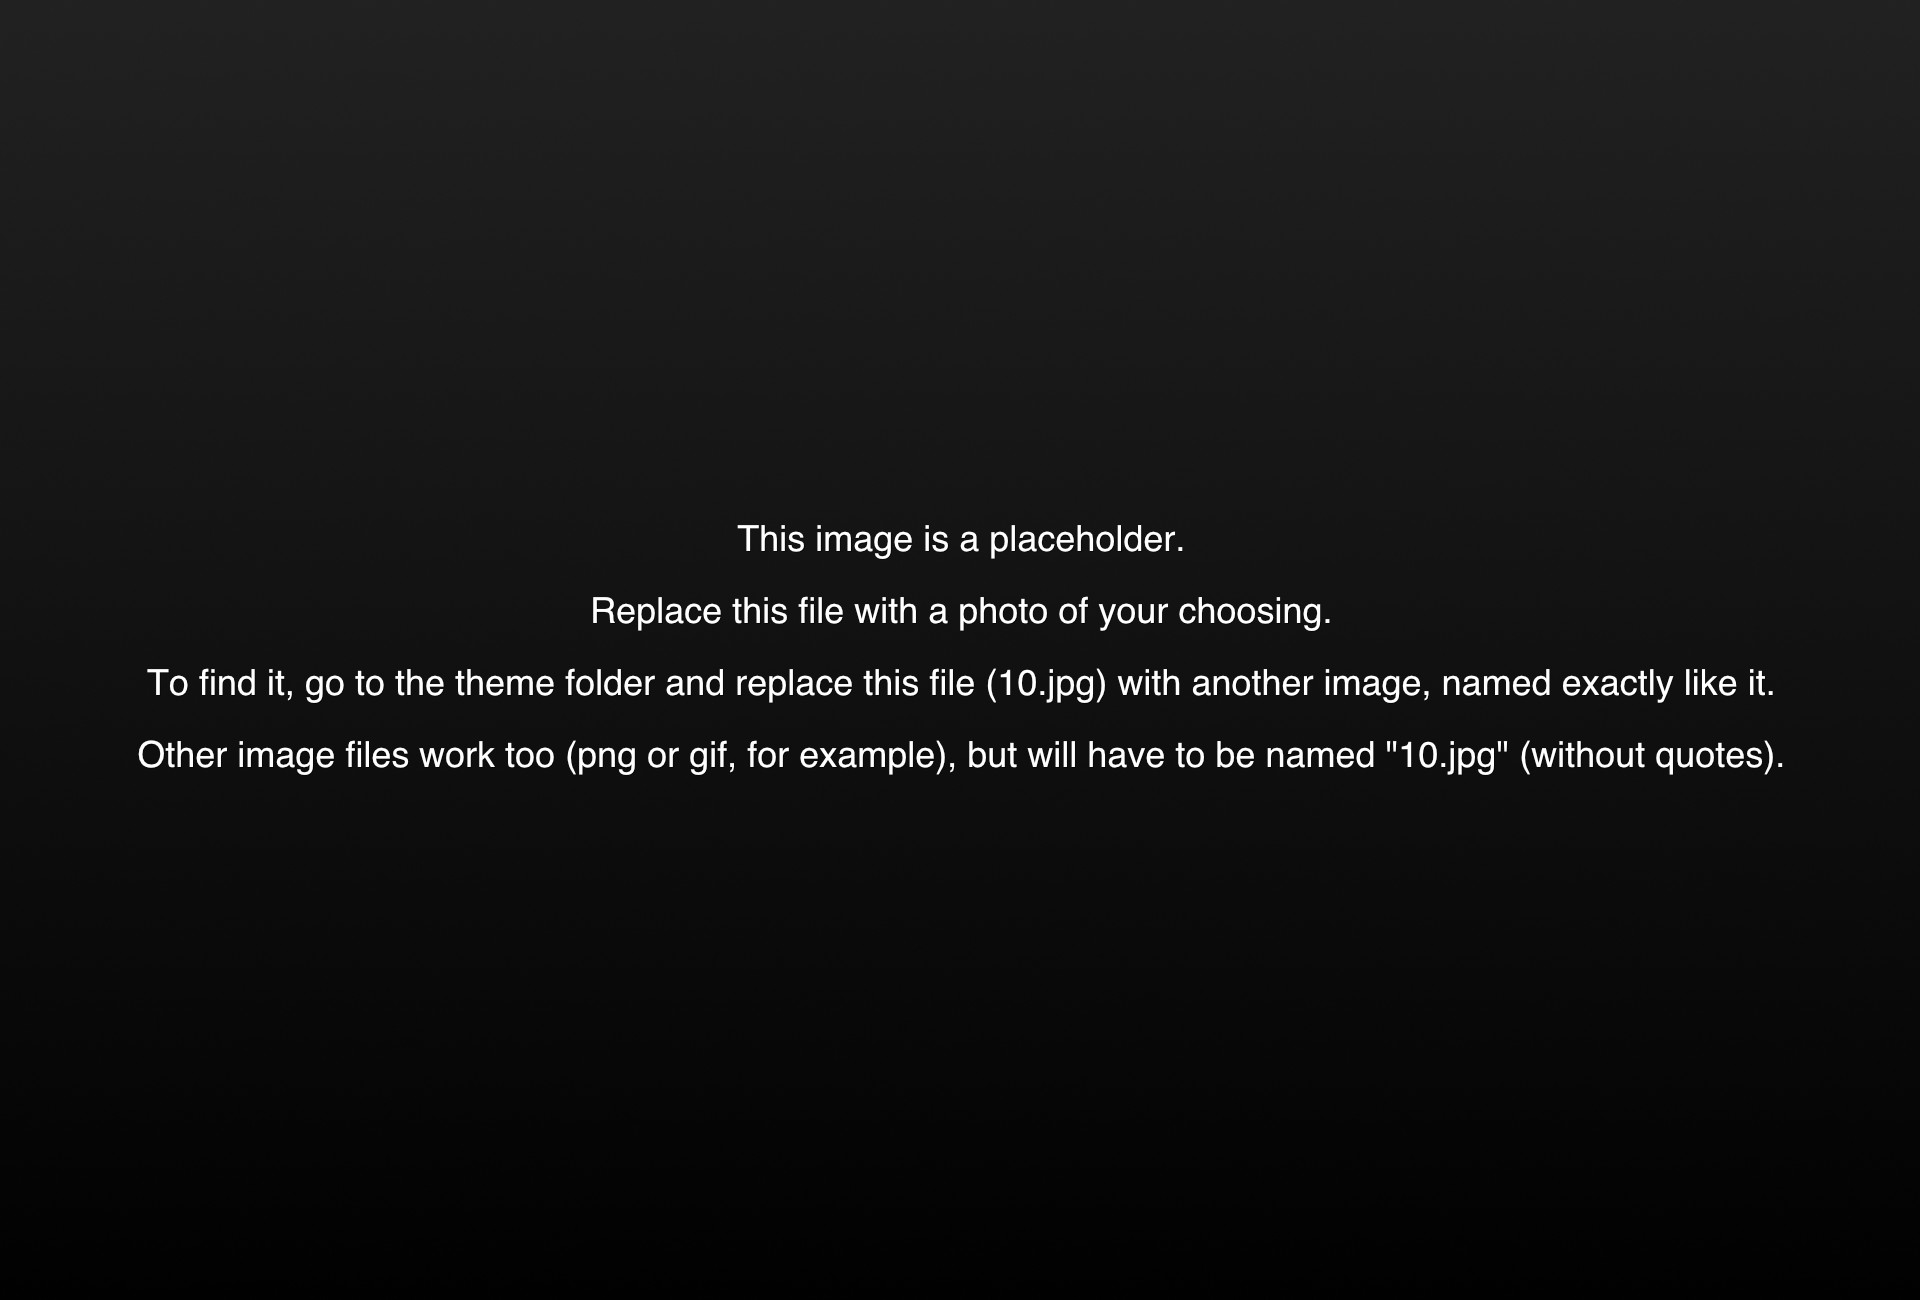 This image is a placeholder.
Replace this file with a photo of your choosing.
To find it, go to the theme folder and replace this file (10.jpg) with another image, named exactly like it.
Other image files work too (png or gif, for example), but will have to be named "10.jpg" (without quotes).